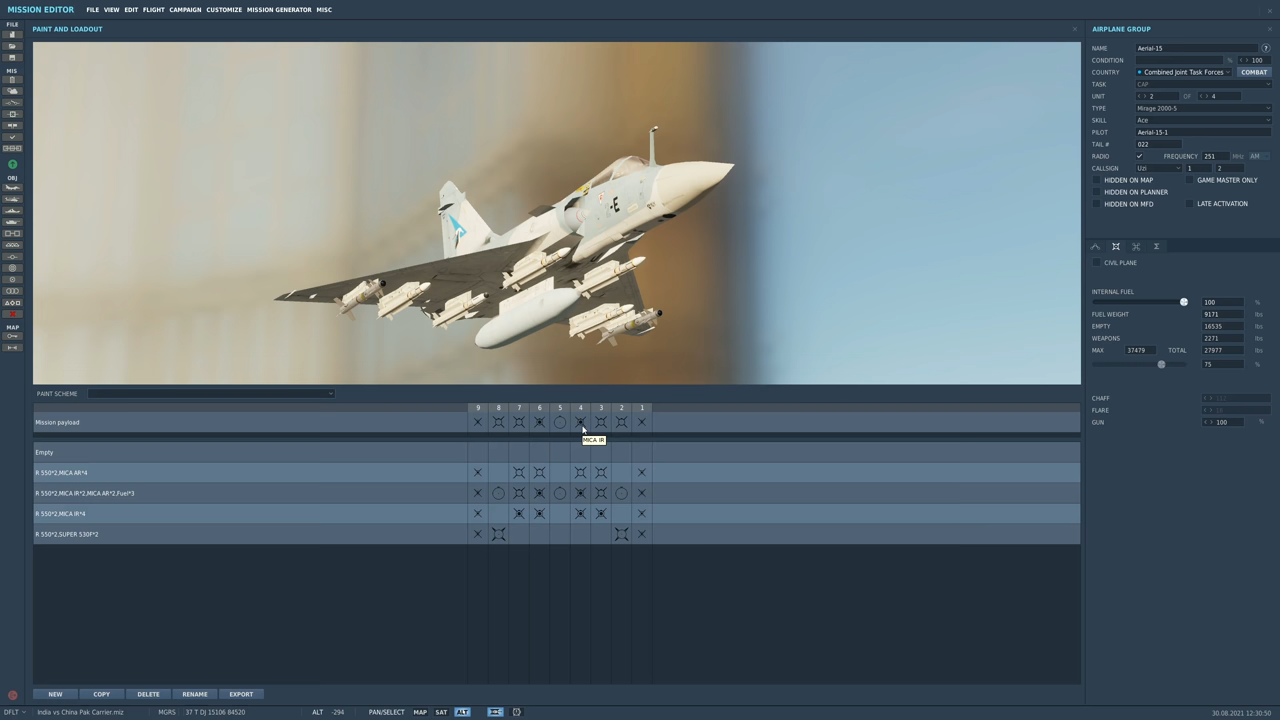 MISSION EDITOR
FILE VIEW EDIT FLIGHT CAMPAIGN CUSTOMIZE MISSION GENERATOR MISC
FILE
MIS
OBJ
MAP
PAINT AND LOADOUT
-E
PAINT SCHEME
9 8 7 6 5 4 3 2 1
Mission payload
MICA IR
Empty
R 550*2,MICA AR*4
R 550*2,MICA IR*2,MICA AR*2,Fuel*3
R 550*2,MICA IR*4
R 550*2,SUPER 530F*2
NEW COPY DELETE RENAME EXPORT
AIRPLANE GROUP
NAME Aerial-15 ?
CONDITION % < > 100
COUNTRY Combined Joint Task Forces COMBAT
TASK CAP
UNIT < > 2 OF < > 4
TYPE Mirage 2000-5
SKILL Ace
PILOT Aerial-15-1
TAIL # 022
RADIO FREQUENCY 251 MHz AM
CALLSIGN Uzi 1 2
HIDDEN ON MAP GAME MASTER ONLY
HIDDEN ON PLANNER
HIDDEN ON MFD LATE ACTIVATION
CIVIL PLANE
INTERNAL FUEL
100 %
FUEL WEIGHT 9171 lbs
EMPTY 16535 lbs
WEAPONS 2271 lbs
MAX 37479 TOTAL 27977 lbs
75 %
CHAFF
FLARE
GUN < > 100 %
DFLT India vs China Pak Carrier.miz MGRS 37 T DJ 15106 84520 ALT -294 PAN/SELECT MAP SAT ALT 30.08.2021 12:30:50